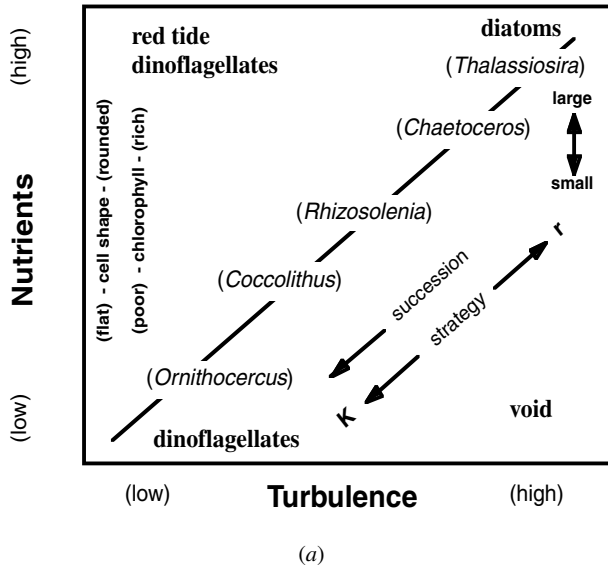 (high)
Nutrients
(low)
red tide
dinoflagellates
diatoms
(Thalassiosira)
large
small
(Chaetoceros)
(flat) - cell shape - (rounded)
(poor) - chlorophyll - (rich)
(Rhizosolenia)
r
(Coccolithus)
succession
strategy
(Ornithocercus)
K
void
dinoflagellates
(low)
Turbulence
(high)
(a)